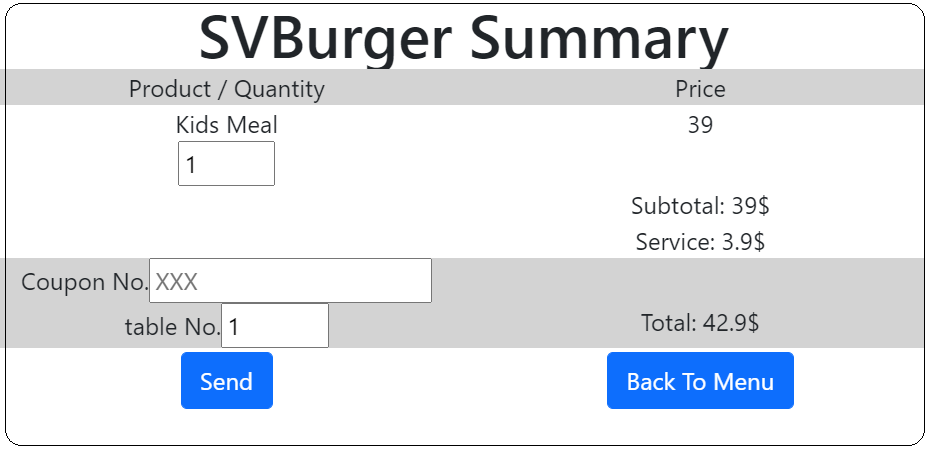 SVBurger Summary
Product / Quantity Price
Kids Meal 39
1
Subtotal: 39$
Service: 3.9$
Coupon No. XXX
table No. 1 Total: 42.9$
Send Back To Menu